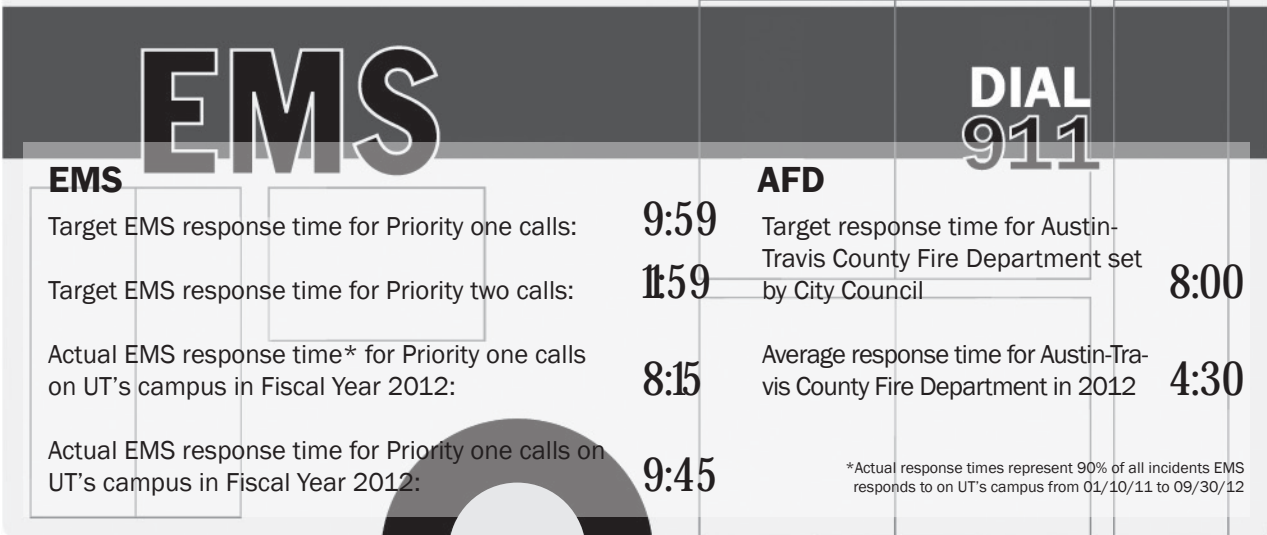 EMS
DIAL
911
EMS
Target EMS response time for Priority one calls:
9:59
Target EMS response time for Priority two calls:
11:59
Actual EMS response time* for Priority one calls
on UT's campus in Fiscal Year 2012:
8:15
Actual EMS response time for Priority one calls on
UT's campus in Fiscal Year 2012:
9:45
AFD
Target response time for Austin-
Travis County Fire Department set
by City Council
8:00
Average response time for Austin-Tra-
vis County Fire Department in 2012
4:30
*Actual response times represent 90% of all incidents EMS
responds to on UT's campus from 01/10/11 to 09/30/12